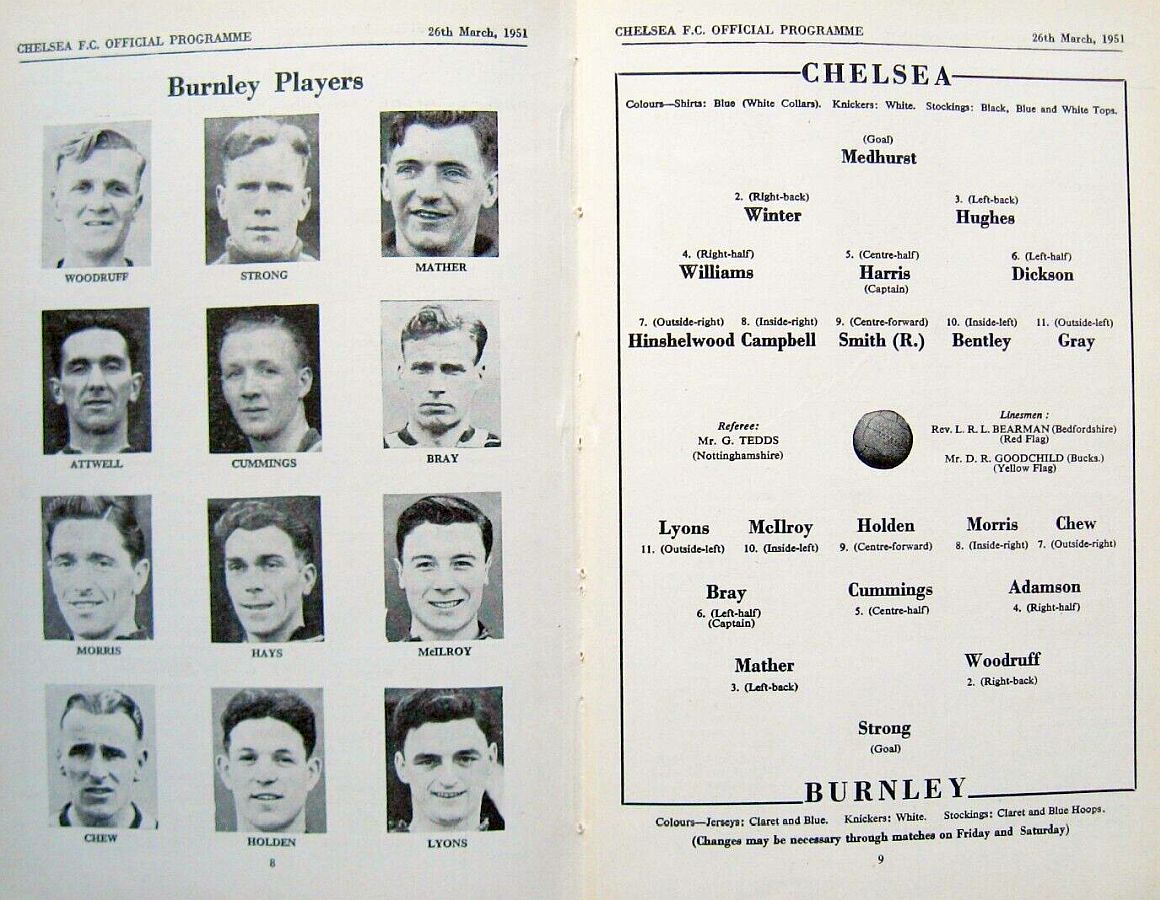 CHELSEA F.C. OFFICIAL PROGRAMME 26th March, 1951
Burnley Players
WOODRUFF STRONG MATHER
ATTWELL CUMMINGS BRAY
MORRIS HAYS McILROY
CHEW HOLDEN LYONS
8
CHELSEA F.C. OFFICIAL PROGRAMME 26th March, 1951
CHELSEA
Colours—Shirts: Blue (White Collars). Knickers: White. Stockings: Black, Blue and White Tops.
(Goal)
Medhurst
2. (Right-back) 3. (Left-back)
Winter Hughes
4. (Right-half) 5. (Centre-half) 6. (Left-half)
Williams Harris Dickson
(Captain)
7. (Outside-right) 8. (Inside-right) 9. (Centre-forward) 10. (Inside-left) 11. (Outside-left)
Hinshelwood Campbell Smith (R.) Bentley Gray
Referee:
Mr. G. TEDDS
(Nottinghamshire)
Linesmen :
Rev. L. R. L. BEARMAN (Bedfordshire)
(Red Flag)
Mr. D. R. GOODCHILD (Bucks.)
(Yellow Flag)
Lyons McIlroy Holden Morris Chew
11. (Outside-left) 10. (Inside-left) 9. (Centre-forward) 8. (Inside-right) 7. (Outside-right)
Bray Cummings Adamson
6. (Left-half) 5. (Centre-half) 4. (Right-half)
(Captain)
Mather Woodruff
3. (Left-back) 2. (Right-back)
Strong
(Goal)
BURNLEY
Colours—Jerseys: Claret and Blue. Knickers: White. Stockings: Claret and Blue Hoops.
(Changes may be necessary through matches on Friday and Saturday)
9